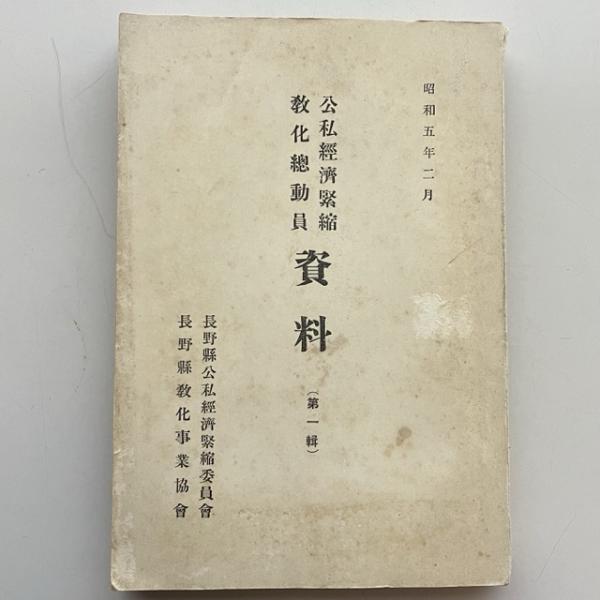 昭和五年二月
公私經濟緊縮
敎化總動員
資料
（第一輯）
長野縣公私經濟緊縮委員會
長野縣敎化事業協會